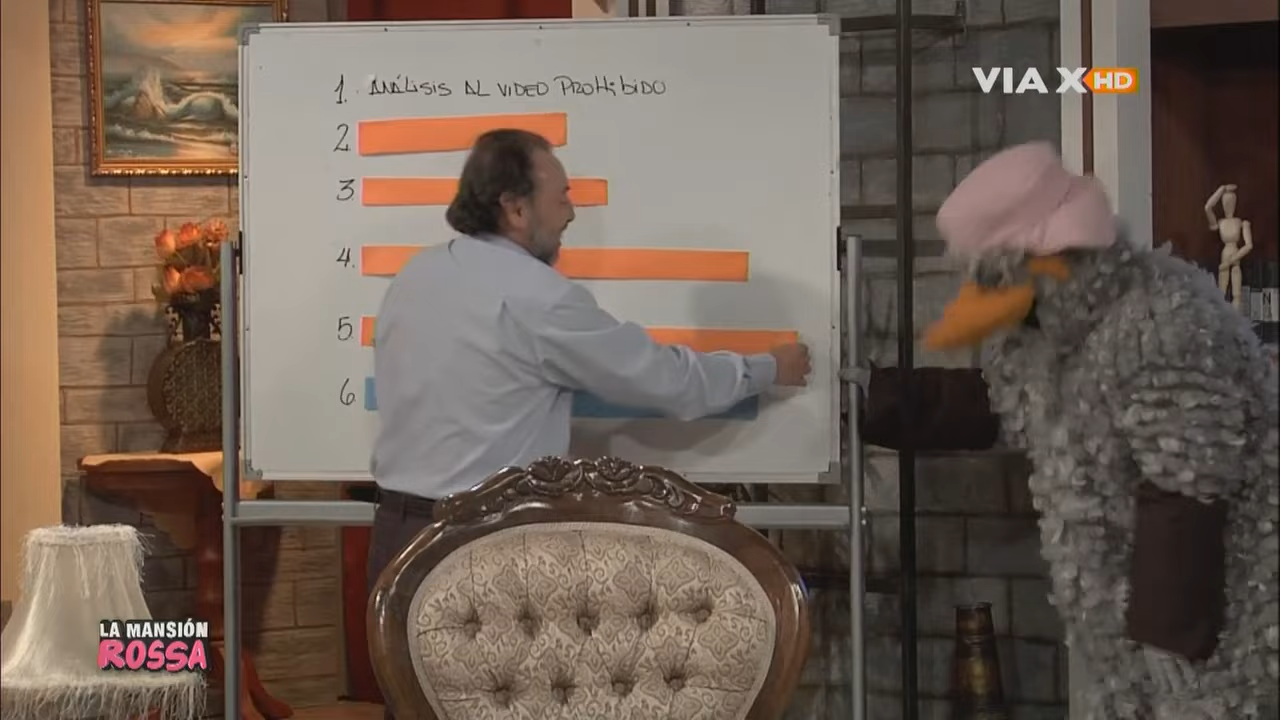 VIA X HD
1. ANÁLISIS AL VIDEO PROHIBIDO
2.
3.
4.
5.
6.
LA MANSIÓN
ROSSA